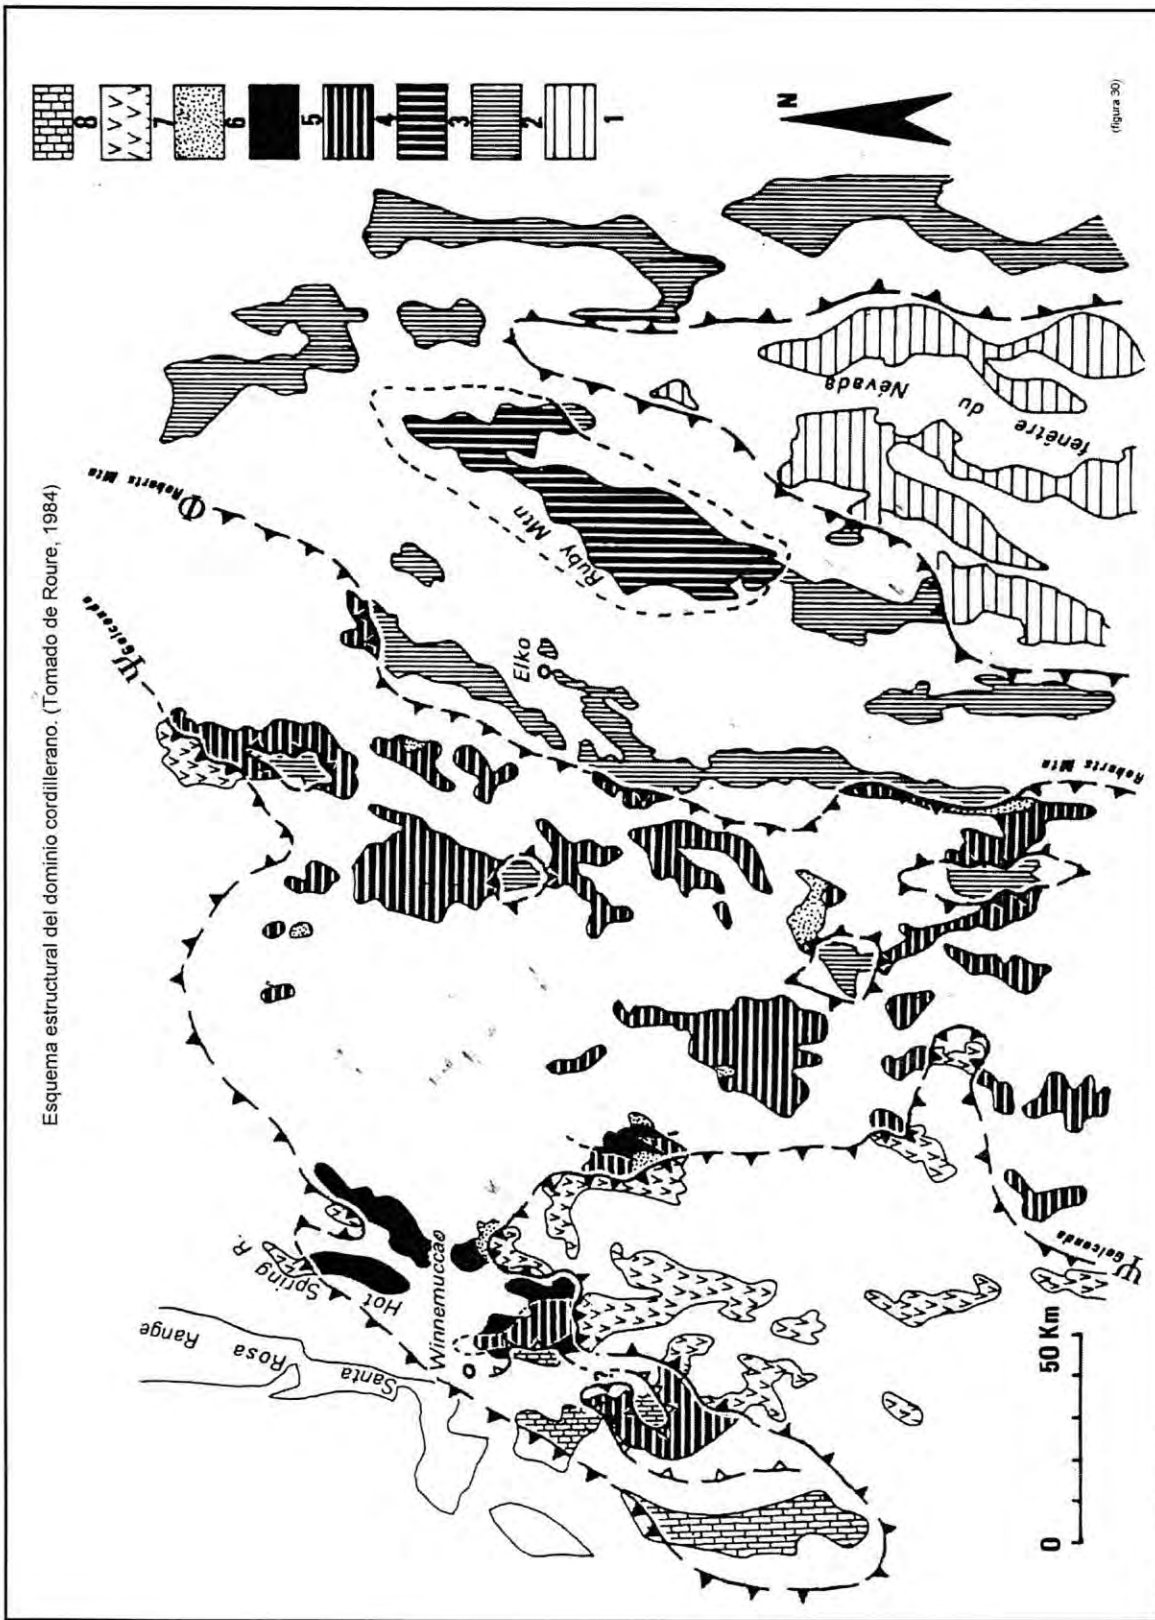 Esquema estructural del dominio cordillerano. (Tomado de Roure, 1984)
8
7
6
5
4
3
2
1
N
(figura 30)
Ψ Golconda
Φ Roberts Mtn
Santa Rosa Range
Hot Spring R.
Winnemucca
Elko
Ruby Mtn
fenêtre du Névada
?
Roberts Mtn
Ψ Golconda
0 50 Km